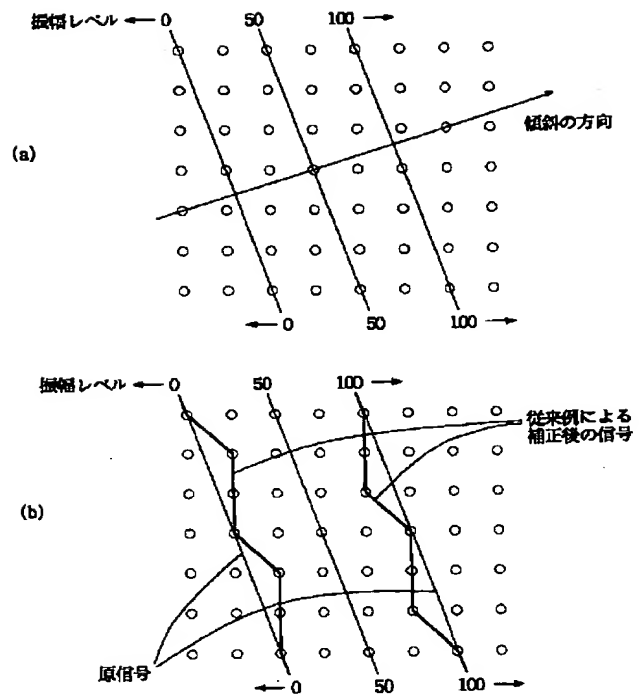 振幅レベル ← 0 50 100 →
傾斜の方向
(a)
← 0 50 100 →
振幅レベル ← 0 50 100 →
従来例による
補正後の信号
(b)
原信号
← 0 50 100 →